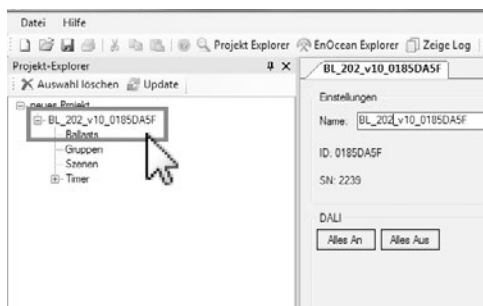 Datei Hilfe
Projekt Explorer EnOcean Explorer Zeige Log
Projekt-Explorer
BL_202_v10_0185DA5F
Auswahl löschen Update
Einstellungen
neues Projekt
Name: BL_202_v10_0185DA5F
BL_202_v10_0185DA5F
Ballasts
Gruppen
ID: 0185DA5F
Szenen
Timer
SN: 2239
DALI
Alles An Alles Aus